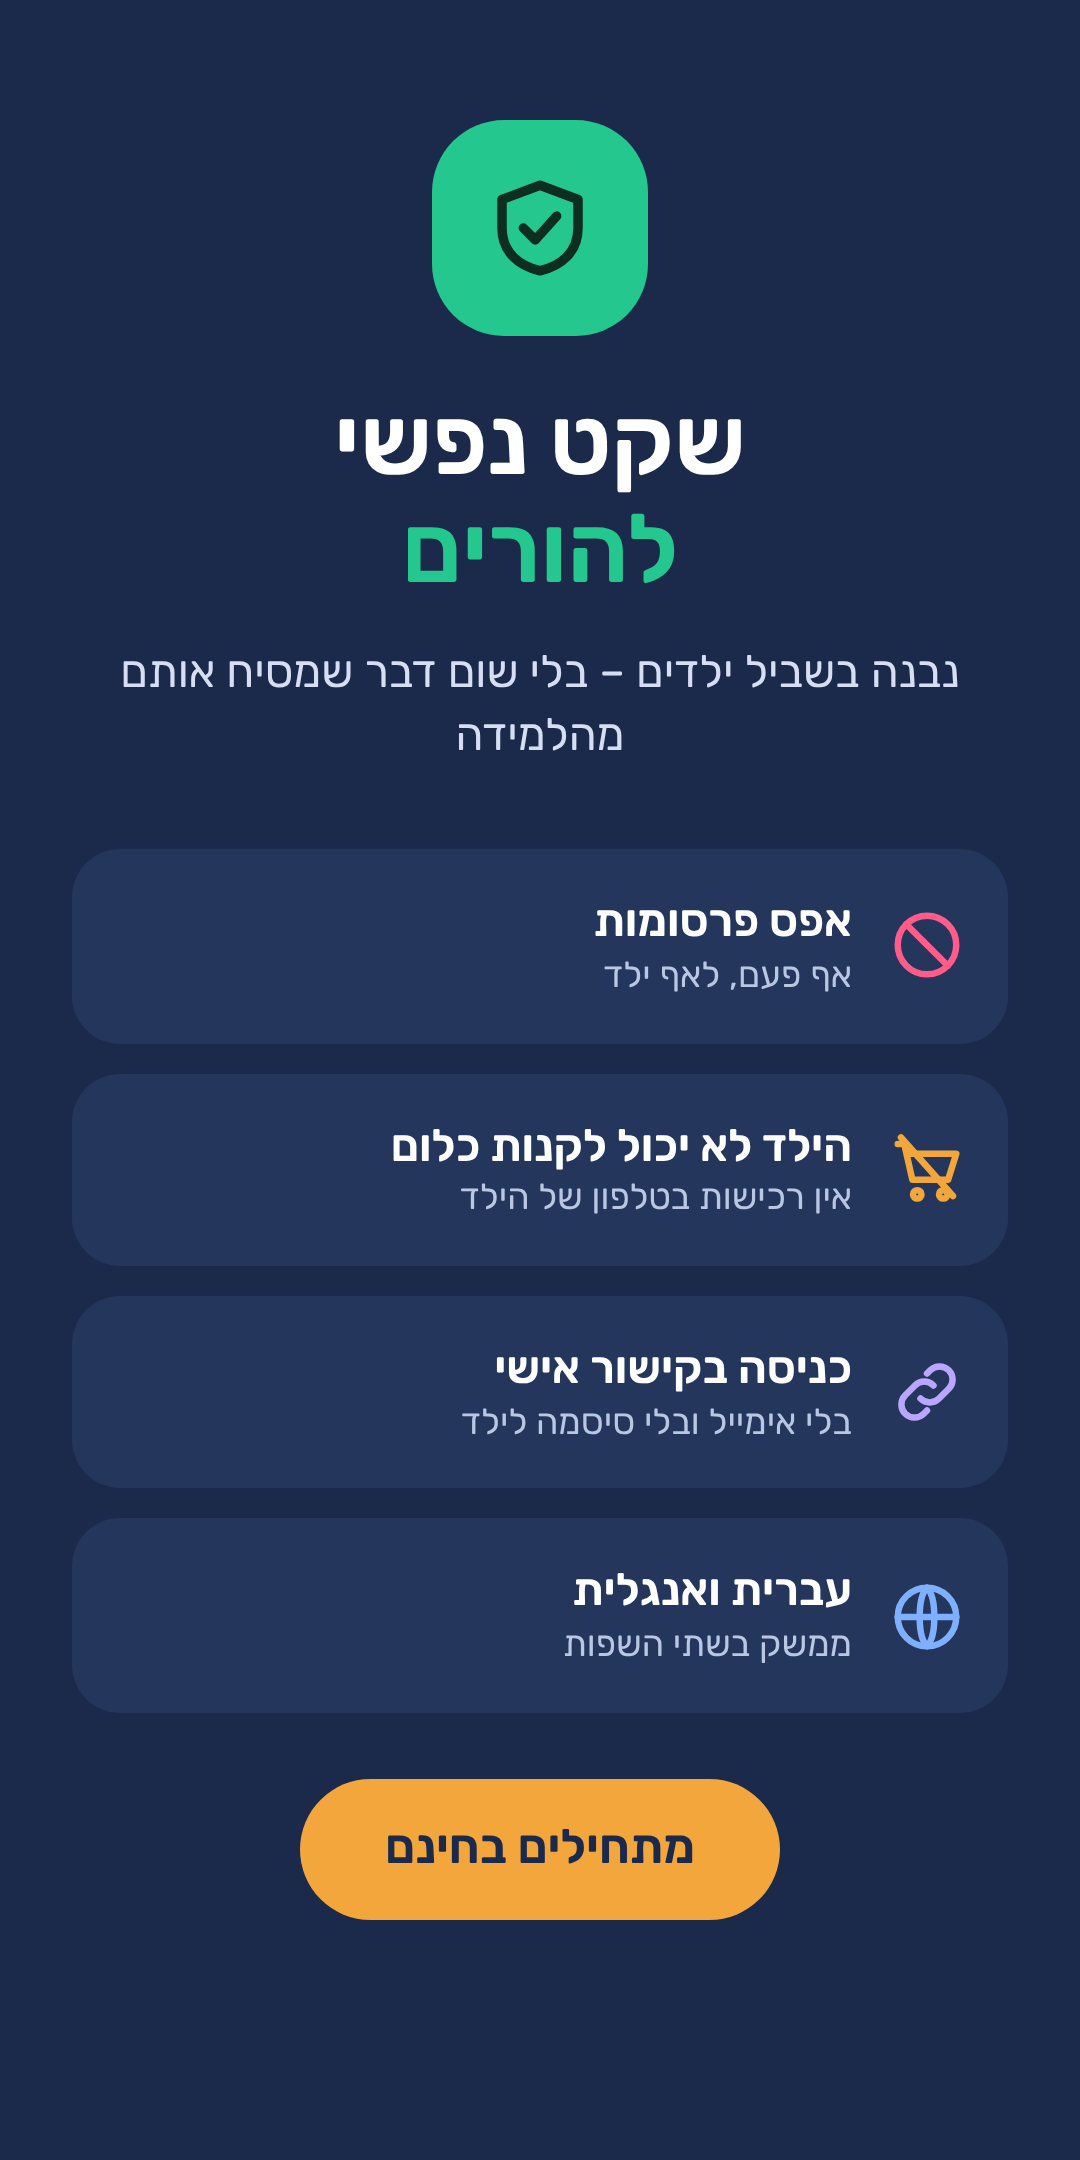 שקט נפשי
להורים
נבנה בשביל ילדים – בלי שום דבר שמסיח אותם
מהלמידה
אפס פרסומות
אף פעם, לאף ילד
הילד לא יכול לקנות כלום
אין רכישות בטלפון של הילד
כניסה בקישור אישי
בלי אימייל ובלי סיסמה לילד
עברית ואנגלית
ממשק בשתי השפות
מתחילים בחינם